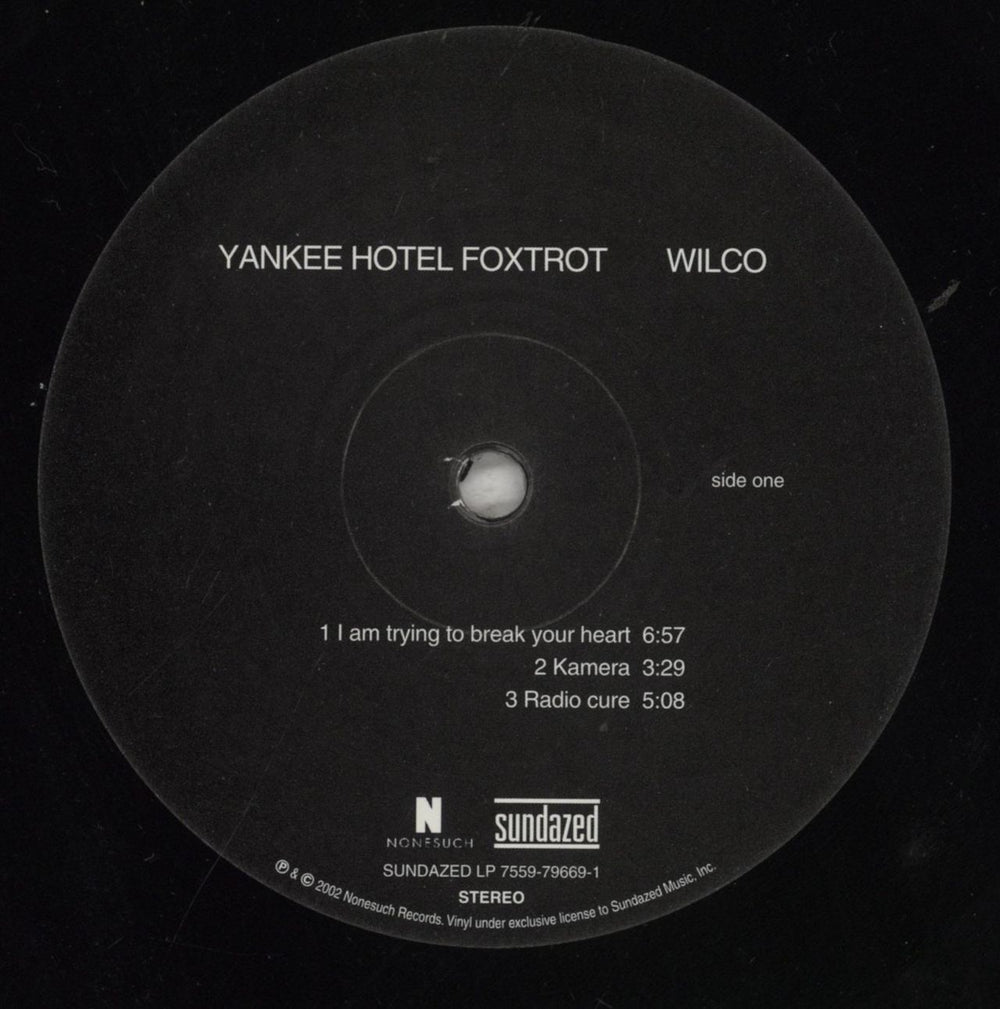 YANKEE HOTEL FOXTROT WILCO
side one
1 I am trying to break your heart 6:57
2 Kamera 3:29
3 Radio cure 5:08
N
NONESUCH
sundazed
SUNDAZED LP 7559-79669-1
STEREO
℗ & © 2002 Nonesuch Records. Vinyl under exclusive license to Sundazed Music, Inc.